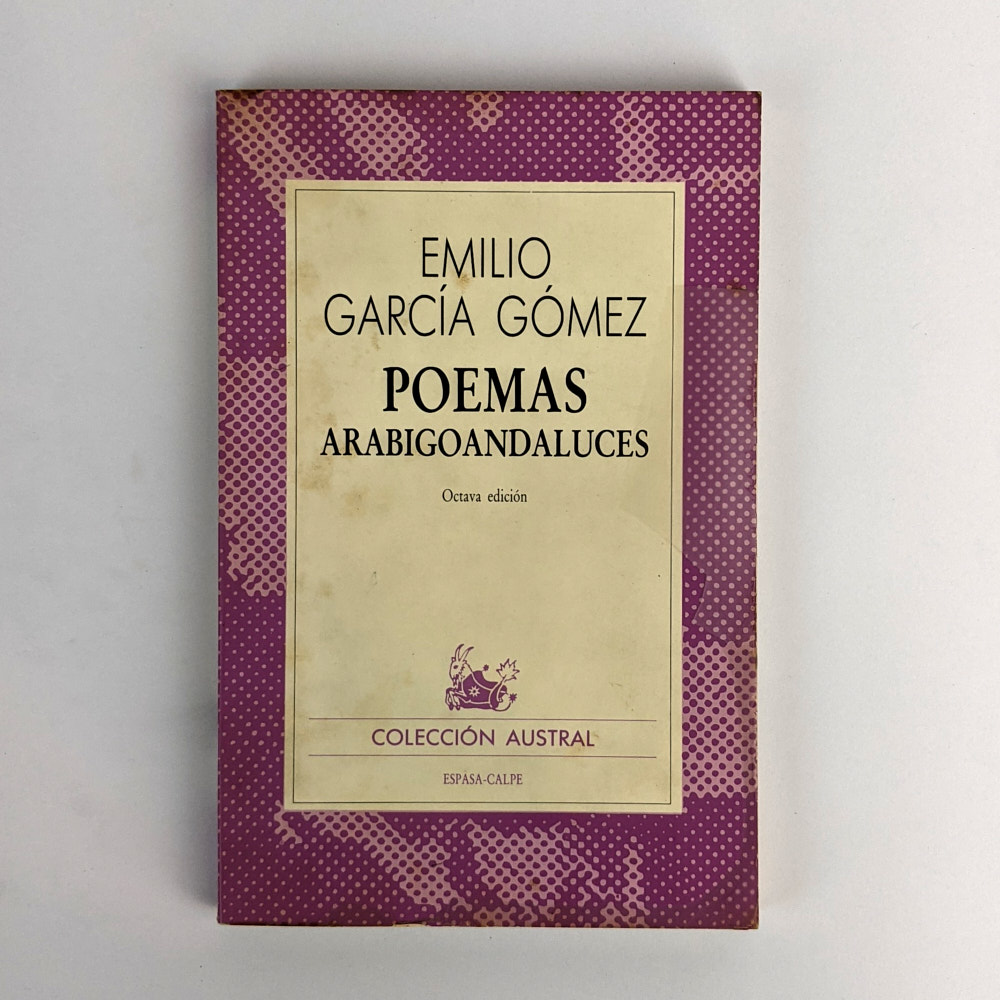 EMILIO
GARCÍA GÓMEZ
POEMAS
ARABIGOANDALUCES
Octava edición
COLECCIÓN AUSTRAL
ESPASA-CALPE